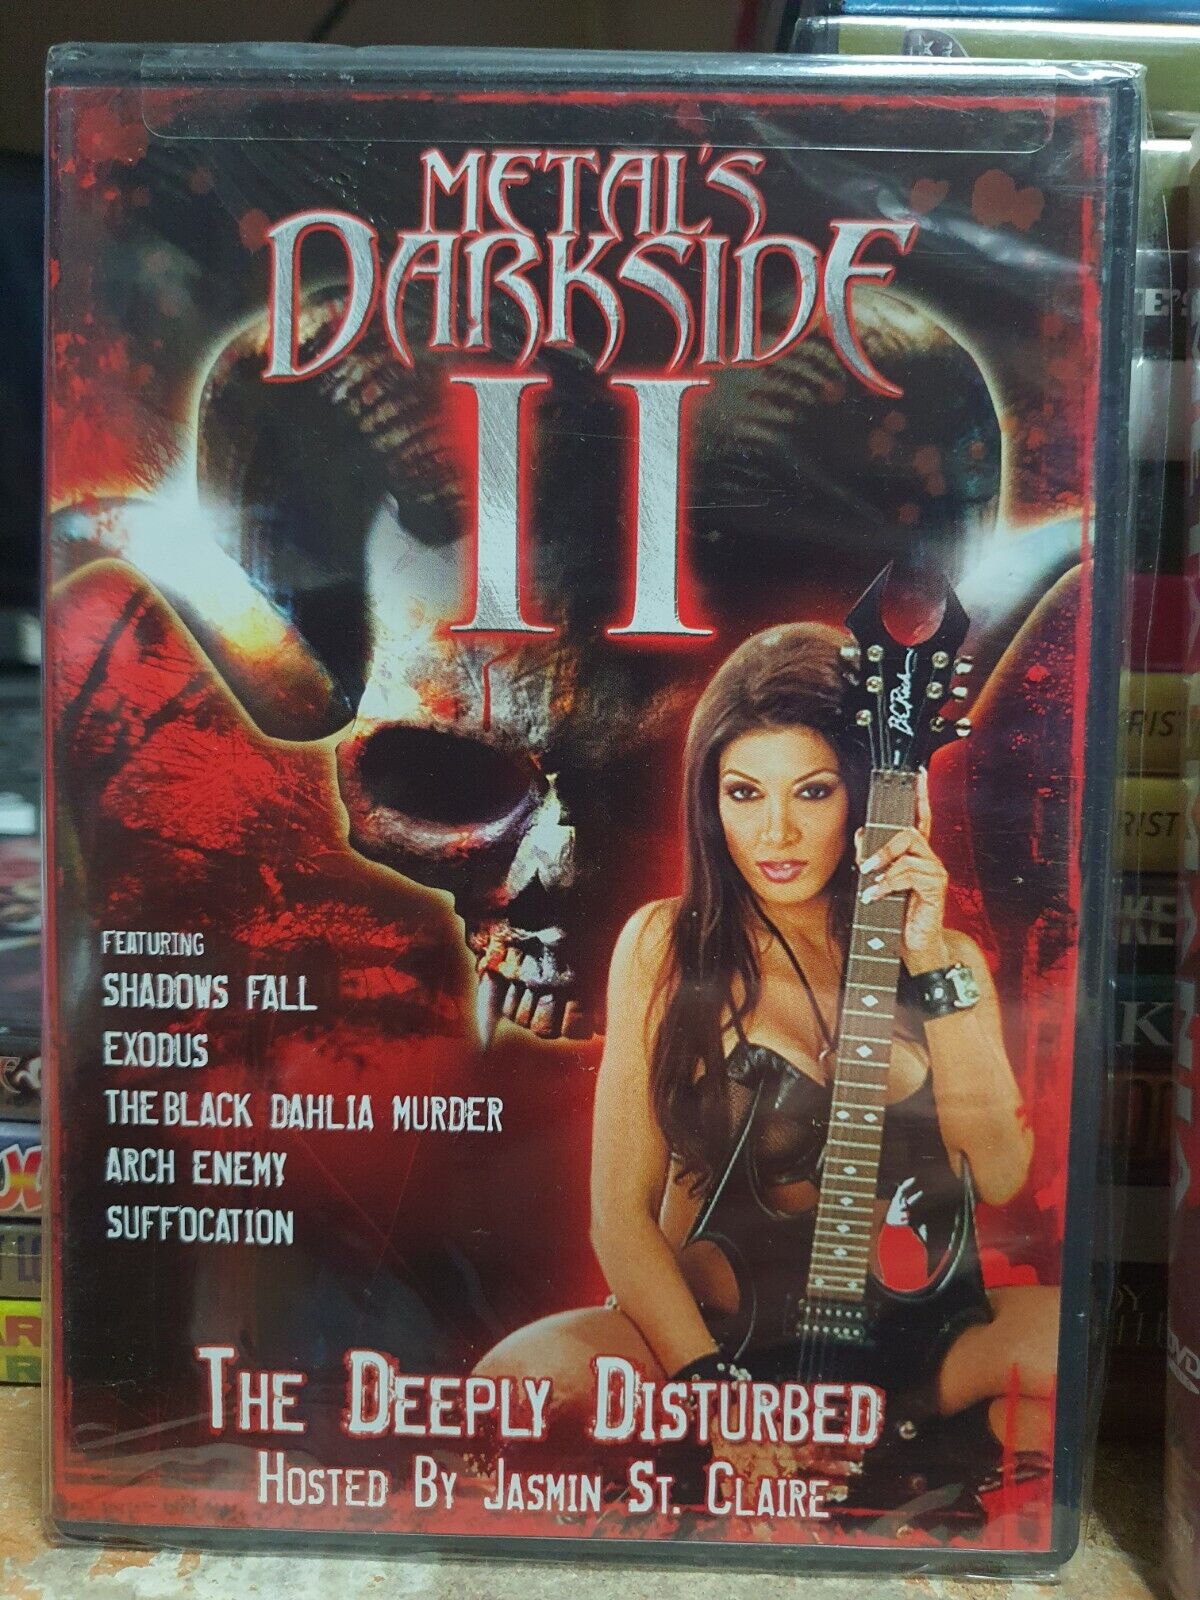 METAL'S
DARKSIDE
II
B.C. Rich
FEATURING
SHADOWS FALL
EXODUS
THE BLACK DAHLIA MURDER
ARCH ENEMY
SUFFOCATION
THE DEEPLY DISTURBED
HOSTED BY JASMIN ST. CLAIRE